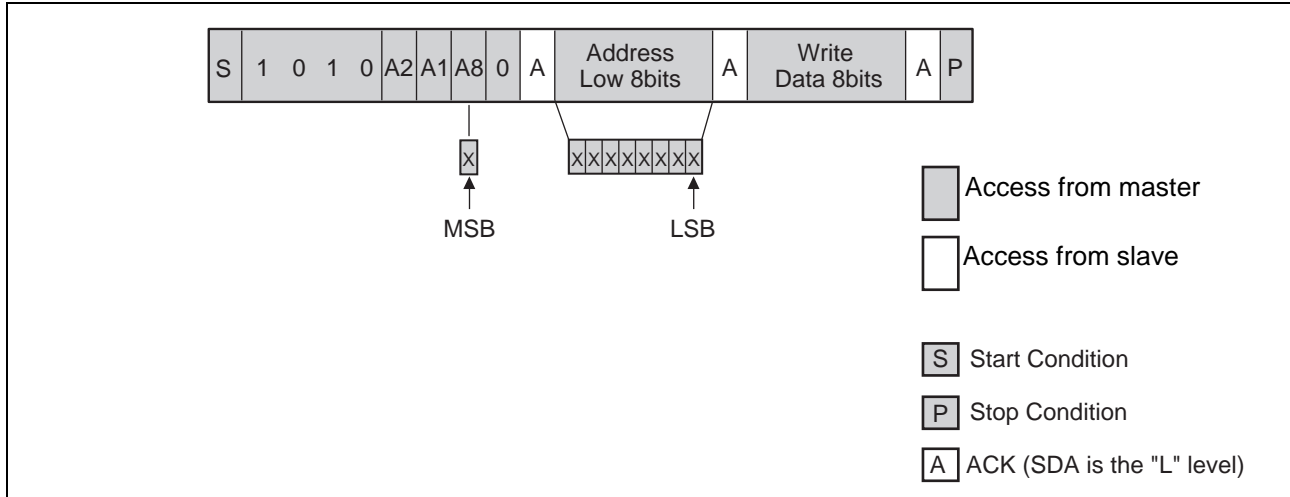 S 1 0 1 0 A2 A1 A8 0 A Address Low 8bits A Write Data 8bits A P
X XXXXXXXX
MSB LSB
Access from master
Access from slave
S Start Condition
P Stop Condition
A ACK (SDA is the "L" level)